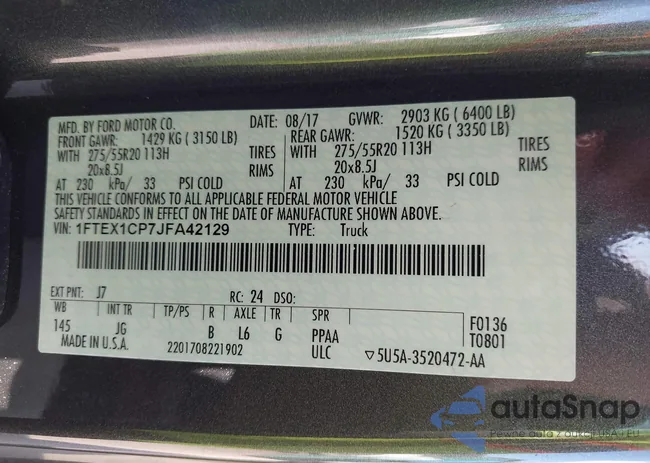 MFD. BY FORD MOTOR CO. DATE: 08/17 GVWR: 2903 KG ( 6400 LB)
FRONT GAWR: 1429 KG ( 3150 LB) REAR GAWR: 1520 KG ( 3350 LB)
WITH 275/55R20 113H TIRES WITH 275/55R20 113H TIRES
20x8.5J RIMS 20x8.5J RIMS
AT 230 kPa/ 33 PSI COLD AT 230 kPa/ 33 PSI COLD
THIS VEHICLE CONFORMS TO ALL APPLICABLE FEDERAL MOTOR VEHICLE
SAFETY STANDARDS IN EFFECT ON THE DATE OF MANUFACTURE SHOWN ABOVE.
VIN: 1FTEX1CP7JFA42129 TYPE: Truck
EXT PNT: J7 RC: 24 DSO:
WB INT TR TP/PS R AXLE TR SPR F0136
145 JG B L6 G PPAA T0801
MADE IN U.S.A. 2201708221902 ULC ▽5U5A-3520472-AA
autaSnap